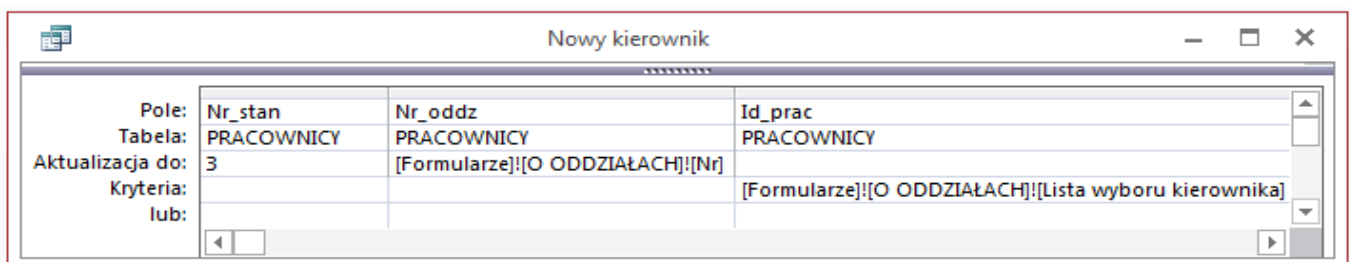 Nowy kierownik
Pole: Nr_stan Nr_oddz Id_prac
Tabela: PRACOWNICY PRACOWNICY PRACOWNICY
Aktualizacja do: 3 [Formularze]![O ODDZIAŁACH]![Nr]
Kryteria: [Formularze]![O ODDZIAŁACH]![Lista wyboru kierownika]
lub: